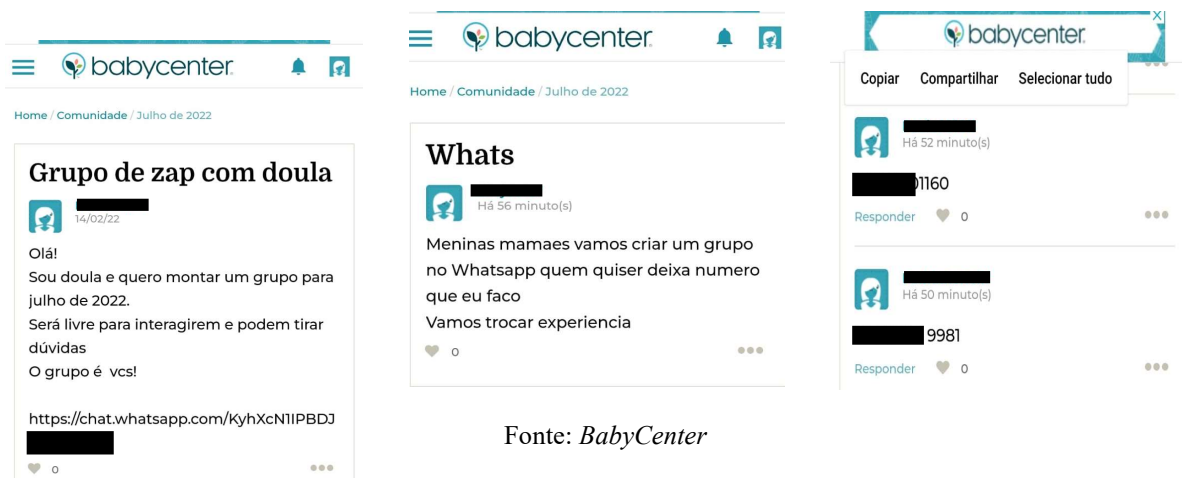 babycenter
Home / Comunidade / Julho de 2022
Grupo de zap com doula
14/02/22
Olá!
Sou doula e quero montar um grupo para
julho de 2022.
Será livre para interagirem e podem tirar
dúvidas
O grupo é vcs!
https://chat.whatsapp.com/KyhXcN1IPBDJ
0
babycenter
Home / Comunidade / Julho de 2022
Whats
Há 56 minuto(s)
Meninas mamaes vamos criar um grupo
no Whatsapp quem quiser deixa numero
que eu faco
Vamos trocar experiencia
0
babycenter
X
Copiar Compartilhar Selecionar tudo
Há 52 minuto(s)
1160
Responder 0
Há 50 minuto(s)
9981
Responder 0
Fonte: BabyCenter